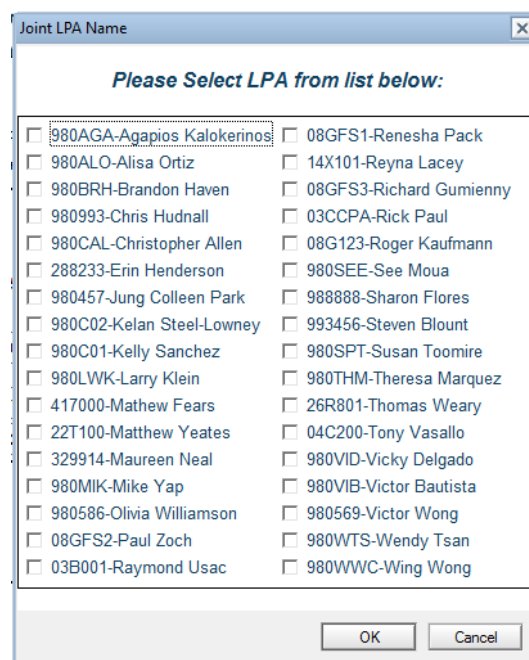 Joint LPA Name
Please Select LPA from list below:
980AGA-Agapios Kalokerinos
980ALO-Alisa Ortiz
980BRH-Brandon Haven
980993-Chris Hudnall
980CAL-Christopher Allen
288233-Erin Henderson
980457-Jung Colleen Park
980C02-Kelan Steel-Lowney
980C01-Kelly Sanchez
980LWK-Larry Klein
417000-Mathew Fears
22T100-Matthew Yeates
329914-Maureen Neal
980MIK-Mike Yap
980586-Olivia Williamson
08GFS2-Paul Zoch
03B001-Raymond Usac
08GFS1-Renesha Pack
14X101-Reyna Lacey
08GFS3-Richard Gumienny
03CCPA-Rick Paul
08G123-Roger Kaufmann
980SEE-See Moua
988888-Sharon Flores
993456-Steven Blount
980SPT-Susan Toomire
980THM-Theresa Marquez
26R801-Thomas Weary
04C200-Tony Vasallo
980VID-Vicky Delgado
980VIB-Victor Bautista
980569-Victor Wong
980WTS-Wendy Tsan
980WWC-Wing Wong
OK
Cancel